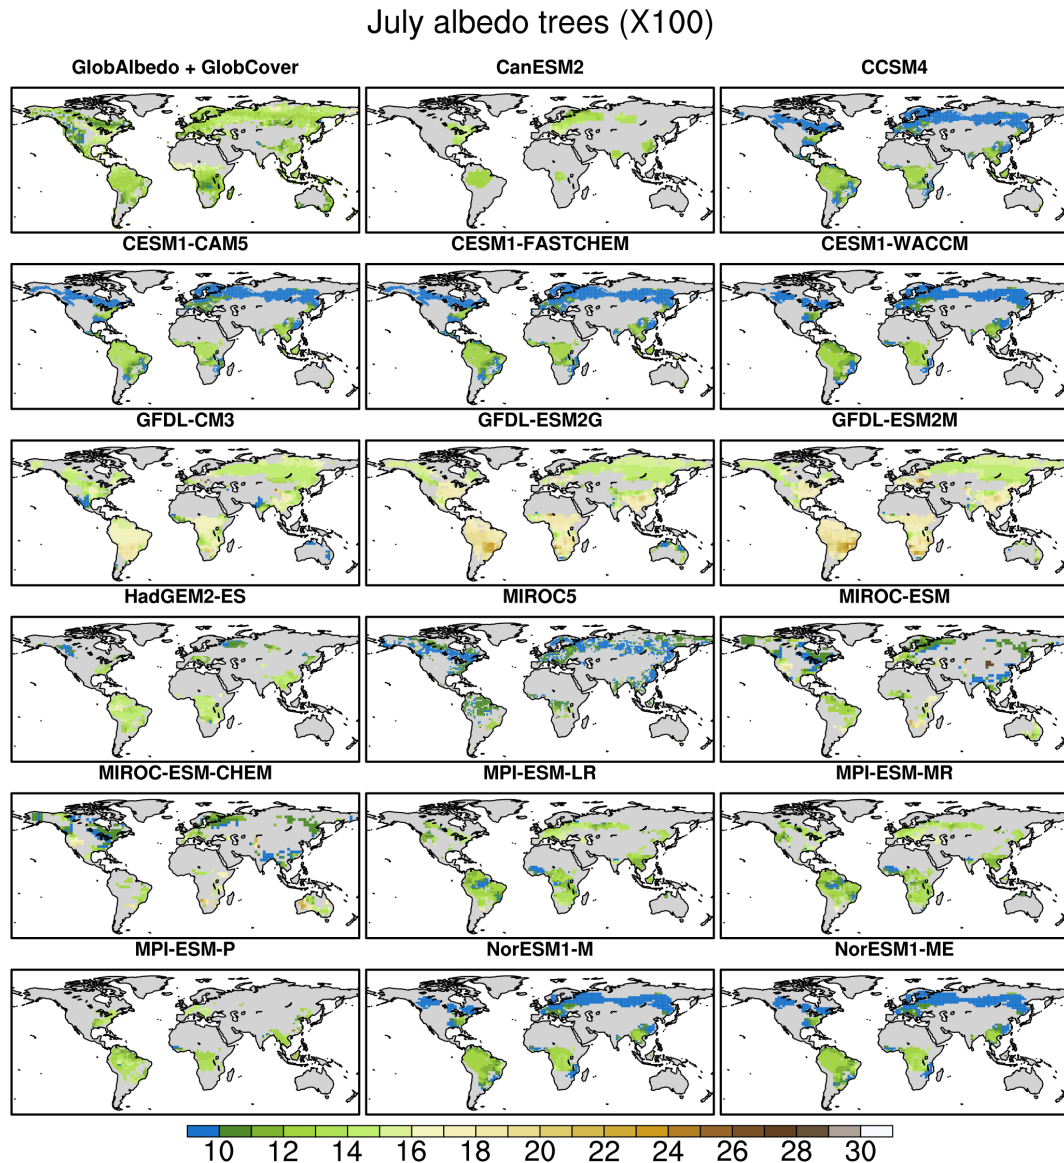 July albedo trees (X100)
GlobAlbedo + GlobCover CanESM2 CCSM4
CESM1-CAM5 CESM1-FASTCHEM CESM1-WACCM
GFDL-CM3 GFDL-ESM2G GFDL-ESM2M
HadGEM2-ES MIROC5 MIROC-ESM
MIROC-ESM-CHEM MPI-ESM-LR MPI-ESM-MR
MPI-ESM-P NorESM1-M NorESM1-ME
10 12 14 16 18 20 22 24 26 28 30